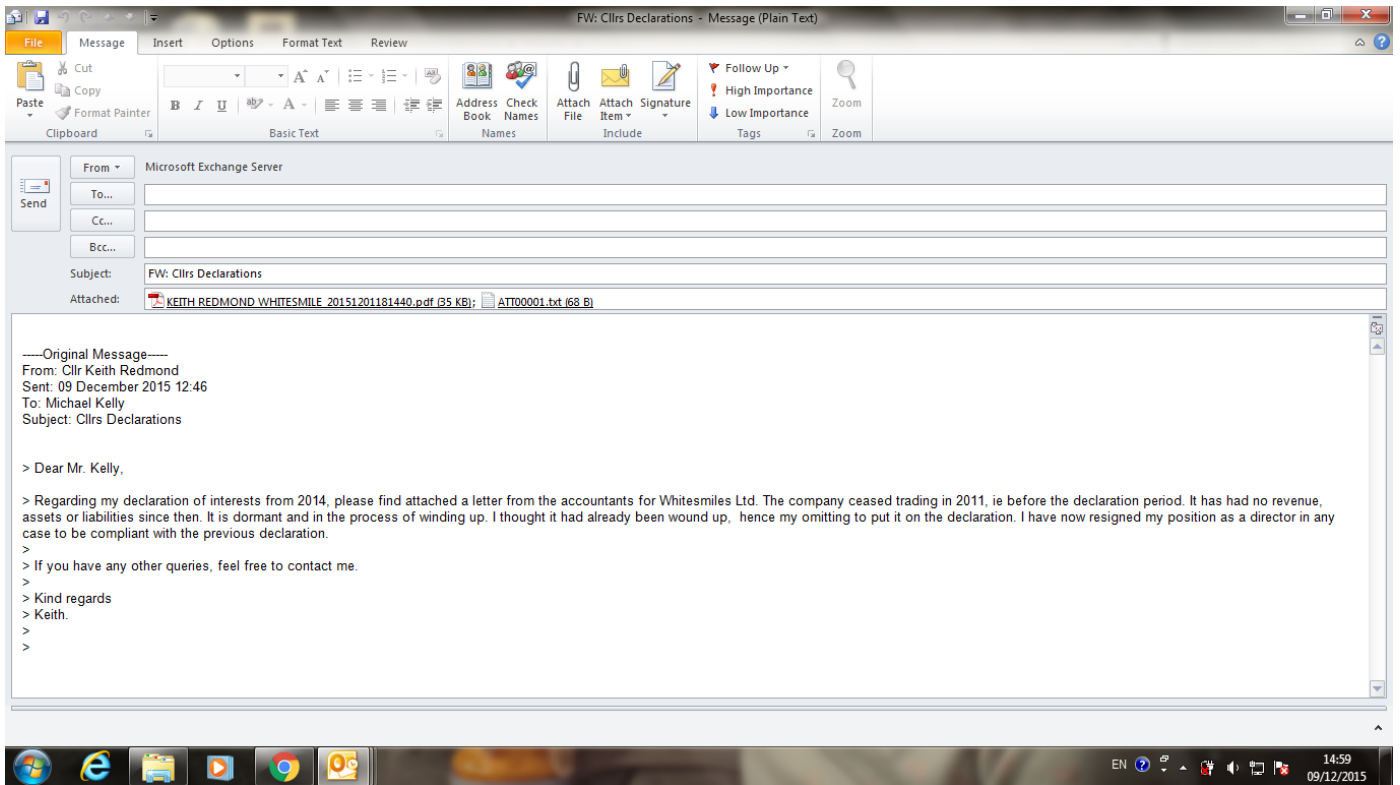 FW: Cllrs Declarations - Message (Plain Text)
File Message Insert Options Format Text Review
Paste
Cut
Copy
Format Painter
Clipboard
B I U
Basic Text
Address Book
Check Names
Names
Attach File
Attach Item
Signature
Include
Follow Up
High Importance
Low Importance
Tags
Zoom
Zoom
Send
From Microsoft Exchange Server
To...
Cc...
Bcc...
Subject: FW: Cllrs Declarations
Attached: KEITH REDMOND WHITESMILE_20151201181440.pdf (35 KB); ATT00001.txt (68 B)
-----Original Message-----
From: Cllr Keith Redmond
Sent: 09 December 2015 12:46
To: Michael Kelly
Subject: Cllrs Declarations
> Dear Mr. Kelly,
> Regarding my declaration of interests from 2014, please find attached a letter from the accountants for Whitesmiles Ltd. The company ceased trading in 2011, ie before the declaration period. It has had no revenue,
assets or liabilities since then. It is dormant and in the process of winding up. I thought it had already been wound up, hence my omitting to put it on the declaration. I have now resigned my position as a director in any
case to be compliant with the previous declaration.
>
> If you have any other queries, feel free to contact me.
>
> Kind regards
> Keith.
>
>
EN 14:59
09/12/2015